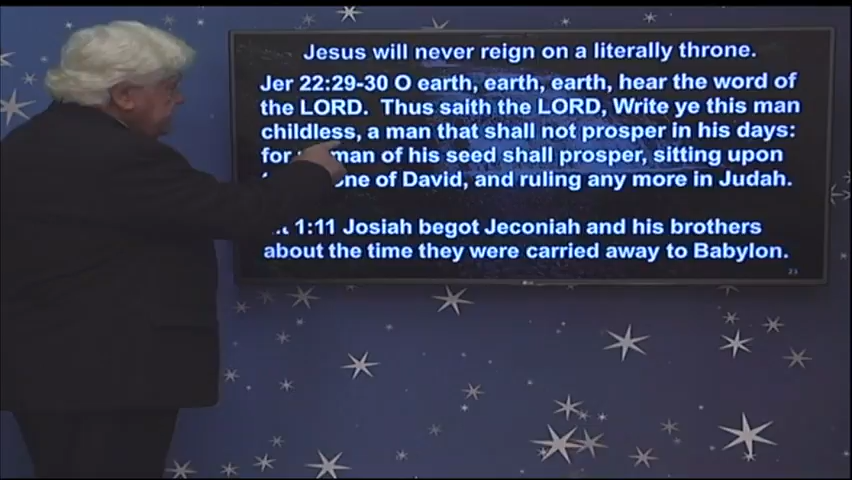 Jesus will never reign on a literally throne.
Jer 22:29-30 O earth, earth, earth, hear the word of
the LORD. Thus saith the LORD, Write ye this man
childless, a man that shall not prosper in his days:
for man of his seed shall prosper, sitting upon
of David, and ruling any more in Judah.
1:11 Josiah begot Jeconiah and his brothers
about the time they were carried away to Babylon.
23
LG